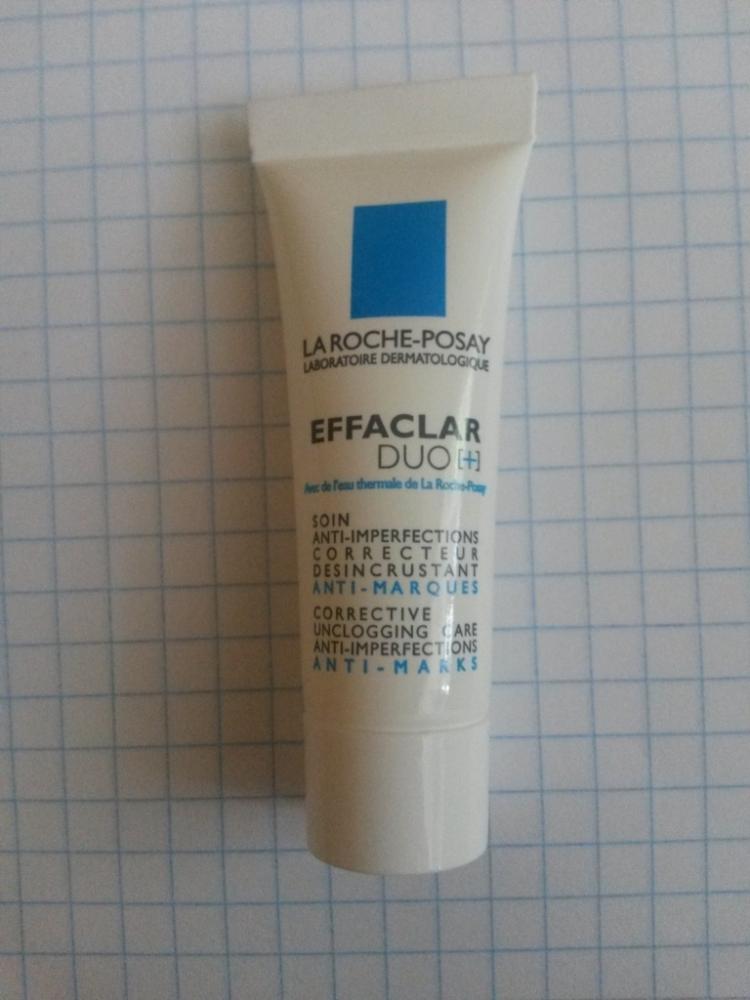 LA ROCHE-POSAY
LABORATOIRE DERMATOLOGIQUE
EFFACLAR
DUO [+]
Avec de l'eau thermale de La Roche-Posay
SOIN
ANTI-IMPERFECTIONS
CORRECTEUR
DESINCRUSTANT
ANTI-MARQUES
CORRECTIVE
UNCLOGGING CARE
ANTI-IMPERFECTIONS
ANTI-MARKS